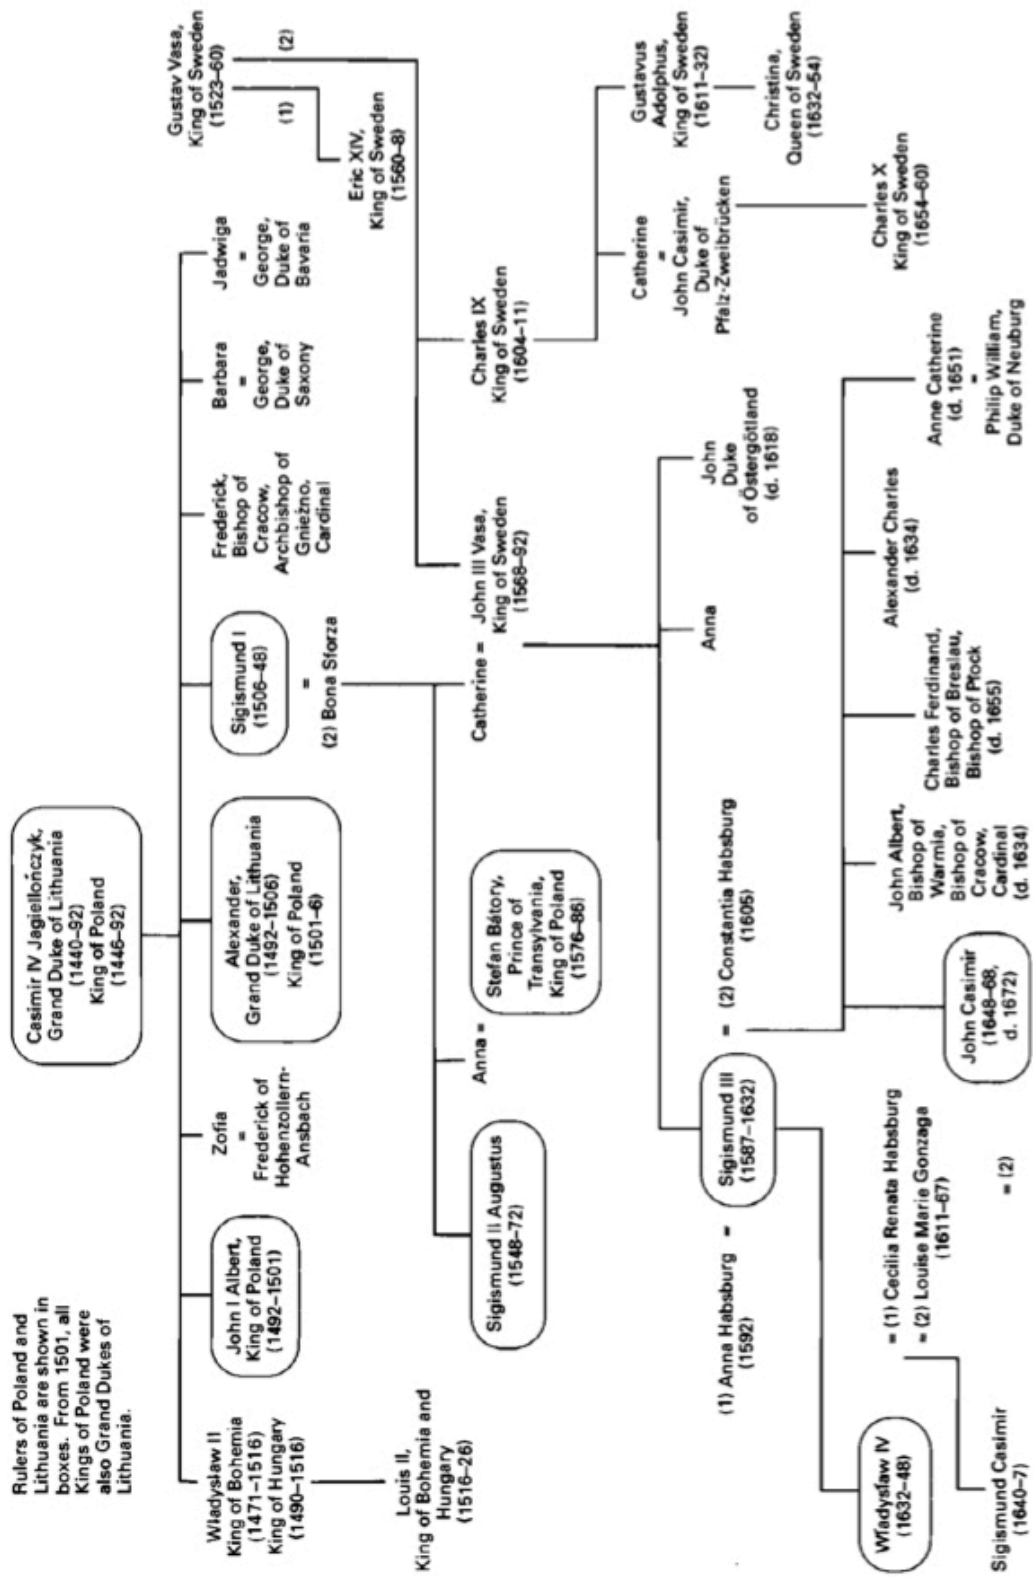 Rulers of Poland and
Lithuania are shown in
boxes. From 1501, all
Kings of Poland were
also Grand Dukes of
Lithuania.
Casimir IV Jagiellończyk,
Grand Duke of Lithuania
(1440–92)
King of Poland
(1446–92)
Gustav Vasa,
King of Sweden
(1523–60)
(1)
(2)
Władysław II
King of Bohemia
(1471–1516)
King of Hungary
(1490–1516)
John I Albert,
King of Poland
(1492–1501)
Zofia
=
Frederick of
Hohenzollern-
Ansbach
Alexander,
Grand Duke of Lithuania
(1492–1506)
King of Poland
(1501–6)
Sigismund I
(1506–48)
=
(2) Bona Sforza
Frederick,
Bishop of
Cracow,
Archbishop of
Gniezno,
Cardinal
Barbara
=
George,
Duke of
Saxony
Jadwiga
=
George,
Duke of
Bavaria
Eric XIV,
King of Sweden
(1560–8)
Louis II,
King of Bohemia and
Hungary
(1516–26)
Sigismund II Augustus
(1548–72)
Anna =
Stefan Bátory,
Prince of
Transylvania,
King of Poland
(1576–86)
Catherine =
John III Vasa,
King of Sweden
(1568–92)
Charles IX
King of Sweden
(1604–11)
Catherine
=
John Casimir,
Duke of
Pfalz-Zweibrücken
Gustavus
Adolphus,
King of Sweden
(1611–32)
Christina,
Queen of Sweden
(1632–54)
Charles X
King of Sweden
(1654–60)
(1) Anna Habsburg =
(1592)
Sigismund III
(1587–1632)
= (2) Constantia Habsburg
(1605)
Anna
John
Duke
of Östergötland
(d. 1618)
Władysław IV
(1632–48)
= (1) Cecilia Renata Habsburg
= (2) Louise Marie Gonzaga
(1611–67)
= (2)
John Casimir
(1648–68,
d. 1672)
John Albert,
Bishop of
Warmia,
Bishop of
Cracow,
Cardinal
(d. 1634)
Charles Ferdinand,
Bishop of Breslau,
Bishop of Płock
(d. 1655)
Alexander Charles
(d. 1634)
Anne Catherine
(d. 1651)
=
Philip William,
Duke of Neuburg
Sigismund Casimir
(1640–7)